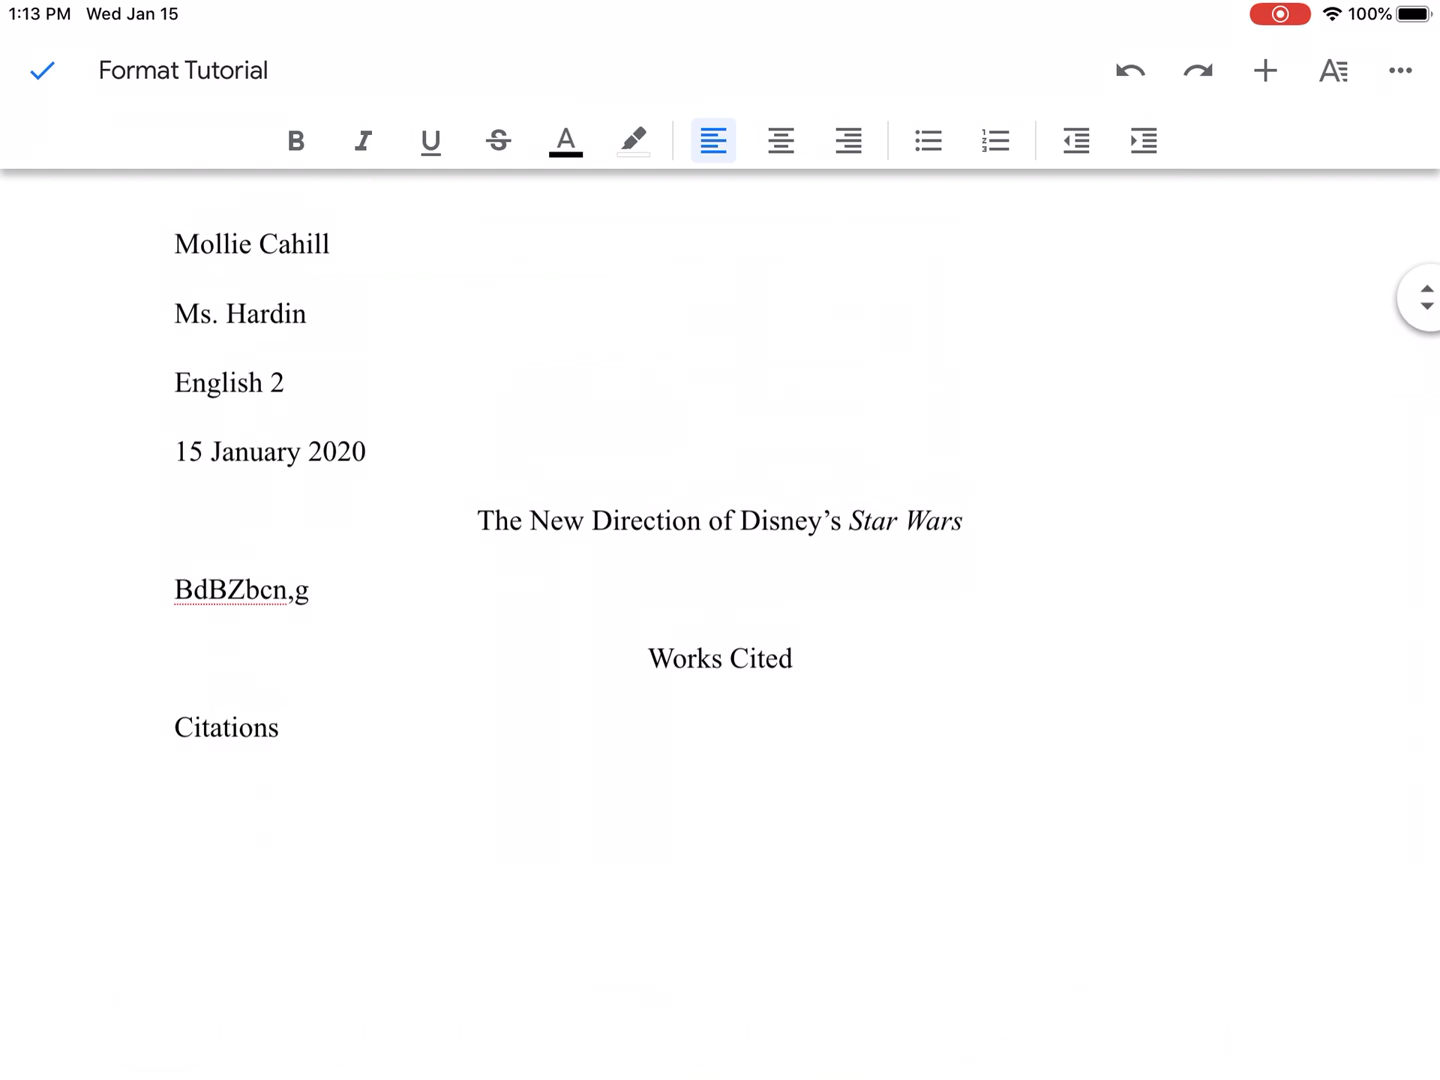 1:13 PM Wed Jan 15 100%
Format Tutorial
B I U S A
Mollie Cahill
Ms. Hardin
English 2
15 January 2020
The New Direction of Disney’s Star Wars
BdBZbcn,g
Works Cited
Citations